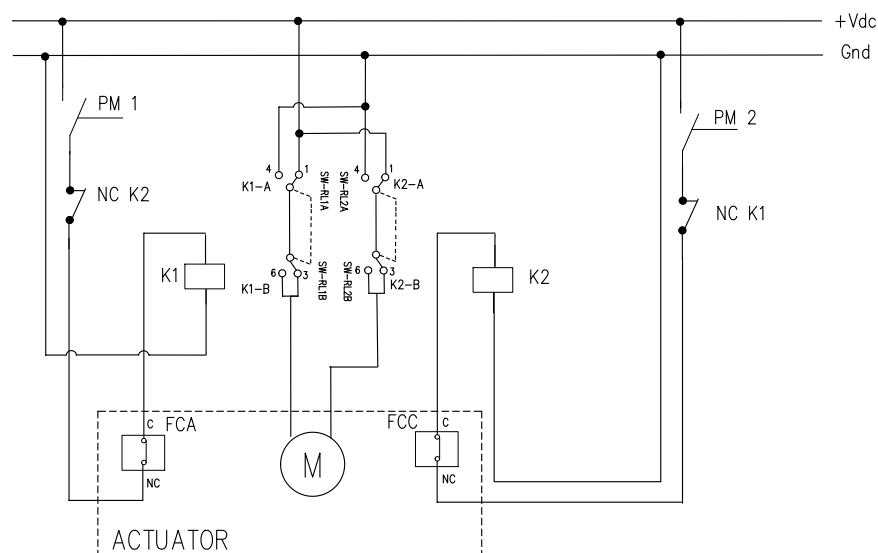 +Vdc
Gnd
PM 1
PM 2
4 1
4 1
K1-A
SW-RL1A
SW-RL2A
K2-A
NC K2
NC K1
K1
6 3
K1-B
SW-RL1B
SW-RL2B
6 3
K2-B
K2
C
FCA
FCC
C
M
NC
NC
ACTUATOR